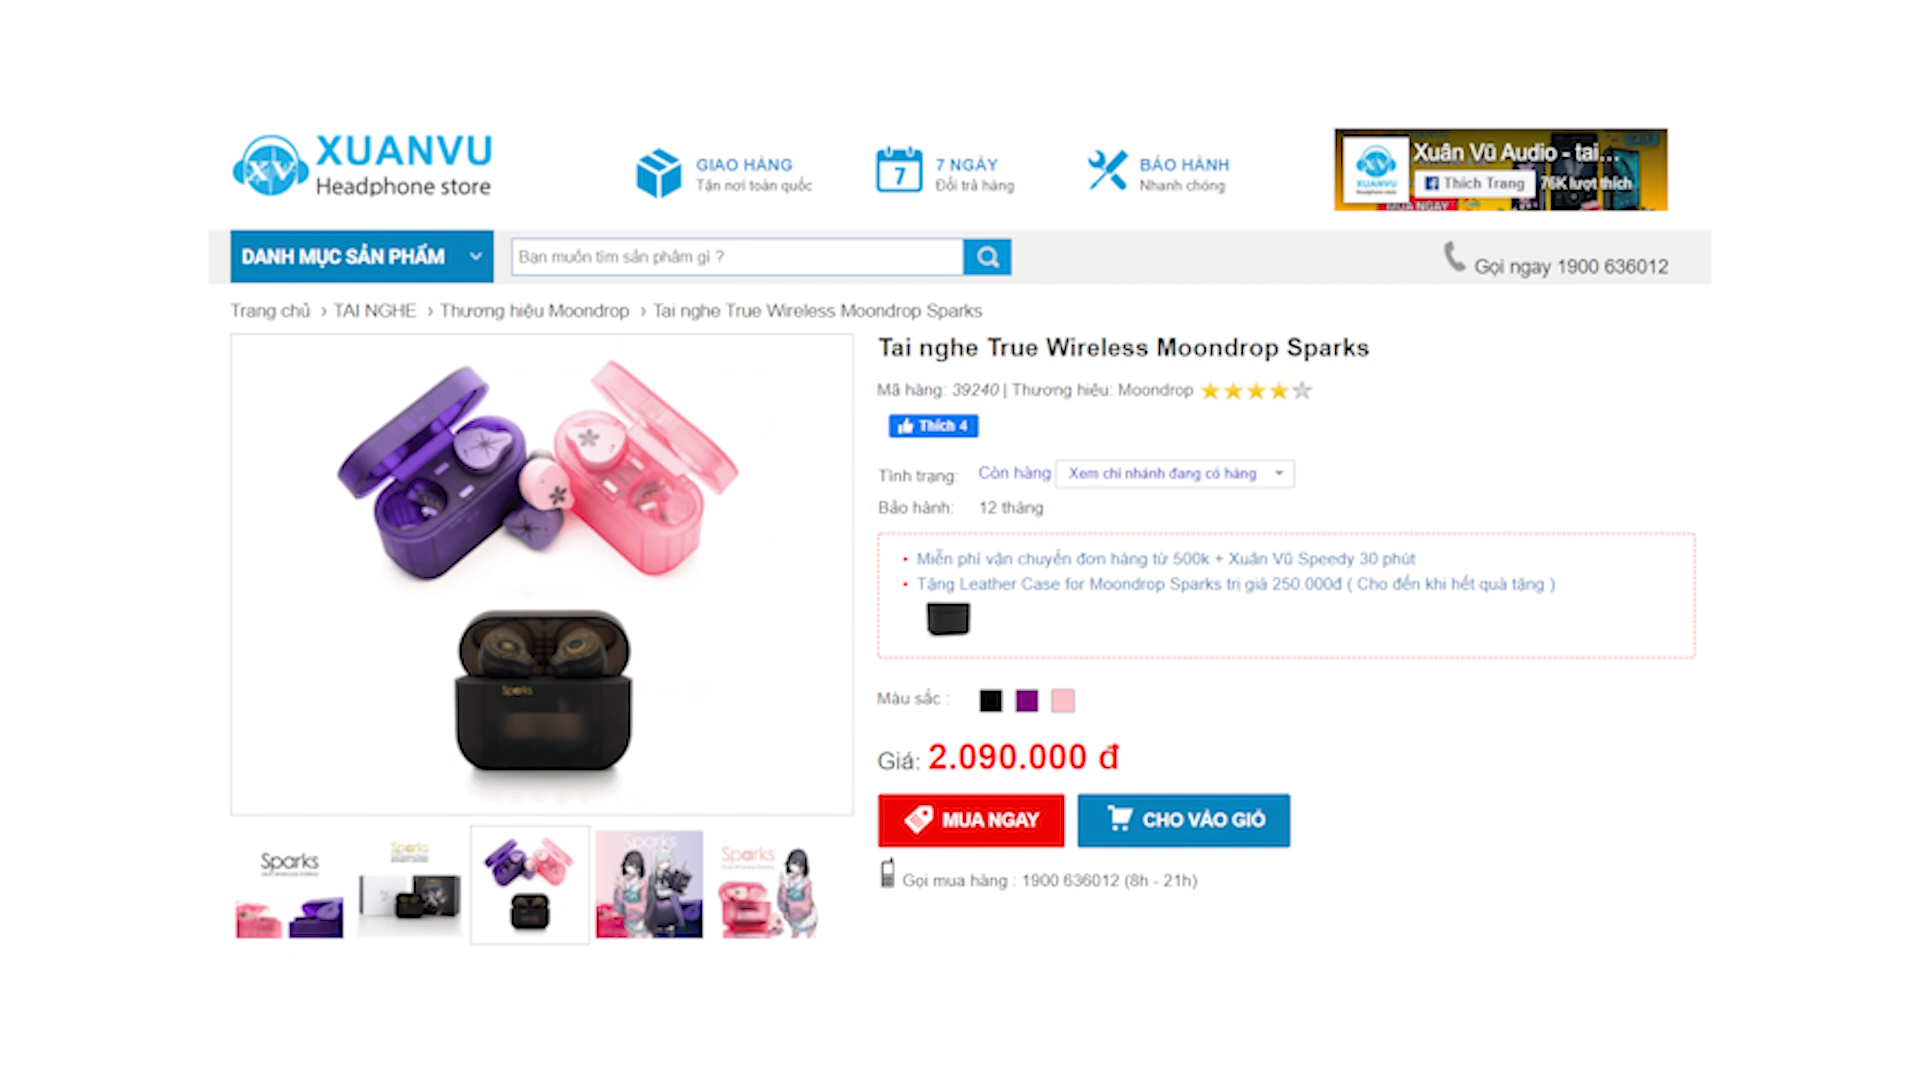 XUANVU
Headphone store
GIAO HÀNG
Tận nơi toàn quốc
7
7 NGÀY
Đổi trả hàng
BẢO HÀNH
Nhanh chóng
Xuân Vũ Audio - tai...
Thích Trang
76K lượt thích
MUA NGAY
XUANVU
DANH MỤC SẢN PHẨM
Bạn muốn tìm sản phẩm gì ?
Gọi ngay 1900 636012
Trang chủ › TAI NGHE › Thương hiệu Moondrop › Tai nghe True Wireless Moondrop Sparks
Tai nghe True Wireless Moondrop Sparks
Mã hàng: 39240 | Thương hiệu: Moondrop
Thích 4
Tình trạng: Còn hàng Xem chi nhánh đang có hàng
Bảo hành: 12 tháng
• Miễn phí vận chuyển đơn hàng từ 500k + Xuân Vũ Speedy 30 phút
• Tặng Leather Case for Moondrop Sparks trị giá 250.000đ ( Cho đến khi hết quà tặng )
Màu sắc :
Giá: 2.090.000 đ
MUA NGAY
CHO VÀO GIỎ
Gọi mua hàng : 1900 636012 (8h - 21h)
Sparks
Sparks
Sparks
Sparks
Sparks